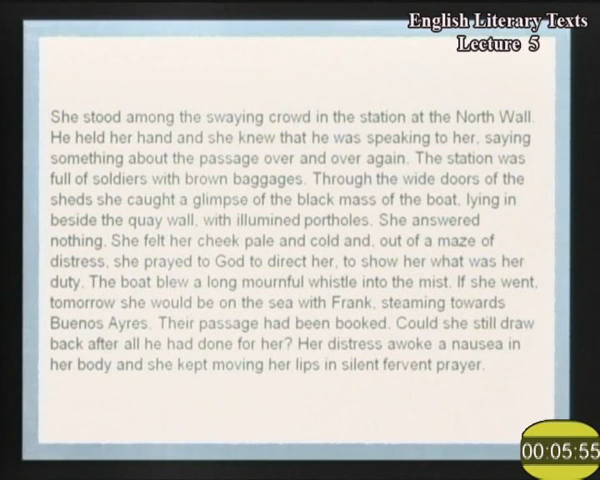 English Literary Texts
Lecture 5
She stood among the swaying crowd in the station at the North Wall.
He held her hand and she knew that he was speaking to her, saying
something about the passage over and over again. The station was
full of soldiers with brown baggages. Through the wide doors of the
sheds she caught a glimpse of the black mass of the boat, lying in
beside the quay wall, with illumined portholes. She answered
nothing. She felt her cheek pale and cold and, out of a maze of
distress, she prayed to God to direct her, to show her what was her
duty. The boat blew a long mournful whistle into the mist. If she went,
tomorrow she would be on the sea with Frank, steaming towards
Buenos Ayres. Their passage had been booked. Could she still draw
back after all he had done for her? Her distress awoke a nausea in
her body and she kept moving her lips in silent fervent prayer.
00:05:55